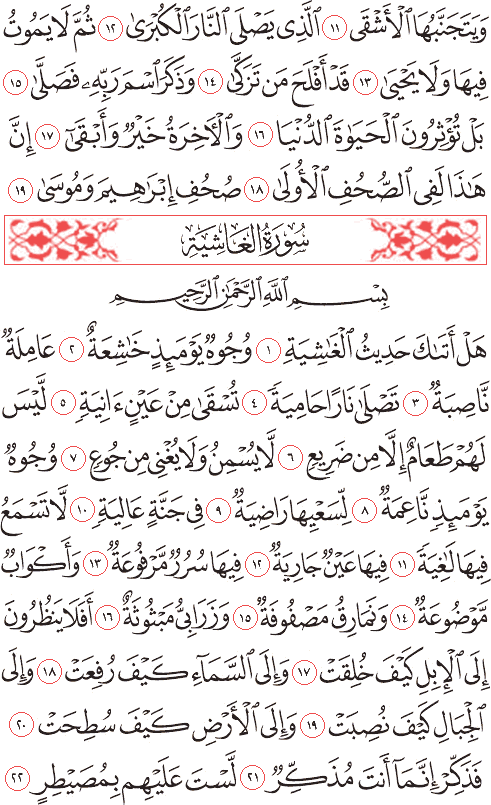 وَيَتَجَنَّبُهَا ٱلْأَشْقَى ١١ ٱلَّذِى يَصْلَى ٱلنَّارَ ٱلْكُبْرَىٰ ١٢ ثُمَّ لَا يَمُوتُ
فِيهَا وَلَا يَحْيَىٰ ١٣ قَدْ أَفْلَحَ مَن تَزَكَّىٰ ١٤ وَذَكَرَ ٱسْمَ رَبِّهِۦ فَصَلَّىٰ ١٥
بَلْ تُؤْثِرُونَ ٱلْحَيَوٰةَ ٱلدُّنْيَا ١٦ وَٱلْأَخِرَةُ خَيْرٌ وَأَبْقَىٰٓ ١٧ إِنَّ
هَٰذَا لَفِى ٱلصُّحُفِ ٱلْأُولَىٰ ١٨ صُحُفِ إِبْرَٰهِيمَ وَمُوسَىٰ ١٩
سُورَةُ الغَاشِيَةِ
بِسْمِ ٱللَّهِ ٱلرَّحْمَٰنِ ٱلرَّحِيمِ
هَلْ أَتَىٰكَ حَدِيثُ ٱلْغَٰشِيَةِ ١ وُجُوهٌ يَوْمَئِذٍ خَٰشِعَةٌ ٢ عَامِلَةٌ
نَّاصِبَةٌ ٣ تَصْلَىٰ نَارًا حَامِيَةً ٤ تُسْقَىٰ مِنْ عَيْنٍ ءَانِيَةٍ ٥ لَّيْسَ
لَهُمْ طَعَامٌ إِلَّا مِن ضَرِيعٍ ٦ لَّا يُسْمِنُ وَلَا يُغْنِى مِن جُوعٍ ٧ وُجُوهٌ
يَوْمَئِذٍ نَّاعِمَةٌ ٨ لِّسَعْيِهَا رَاضِيَةٌ ٩ فِى جَنَّةٍ عَالِيَةٍ ١٠ لَّا تَسْمَعُ
فِيهَا لَٰغِيَةً ١١ فِيهَا عَيْنٌ جَارِيَةٌ ١٢ فِيهَا سُرُرٌ مَّرْفُوعَةٌ ١٣ وَأَكْوَابٌ
مَّوْضُوعَةٌ ١٤ وَنَمَارِقُ مَصْفُوفَةٌ ١٥ وَزَرَابِىُّ مَبْثُوثَةٌ ١٦ أَفَلَا يَنظُرُونَ
إِلَى ٱلْإِبِلِ كَيْفَ خُلِقَتْ ١٧ وَإِلَى ٱلسَّمَآءِ كَيْفَ رُفِعَتْ ١٨ وَإِلَى
ٱلْجِبَالِ كَيْفَ نُصِبَتْ ١٩ وَإِلَى ٱلْأَرْضِ كَيْفَ سُطِحَتْ ٢٠
فَذَكِّرْ إِنَّمَآ أَنتَ مُذَكِّرٌ ٢١ لَّسْتَ عَلَيْهِم بِمُصَيْطِرٍ ٢٢